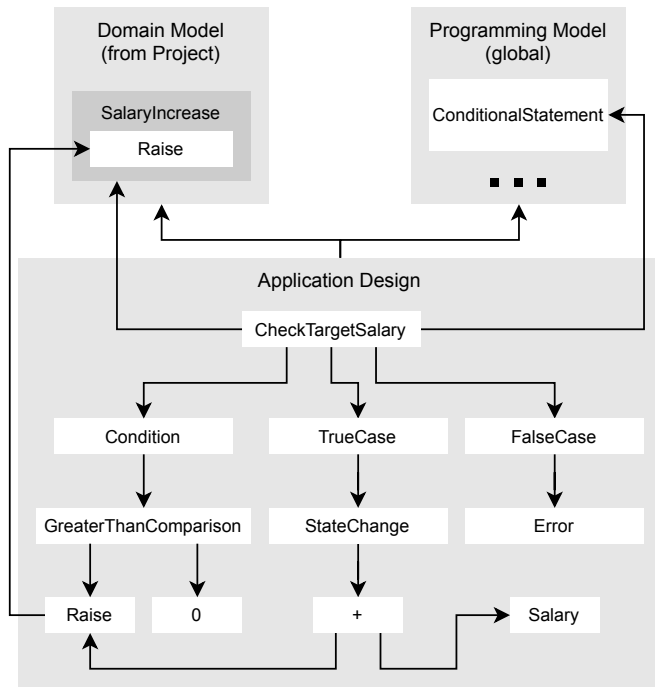 Domain Model
(from Project)
SalaryIncrease
Raise
Programming Model
(global)
ConditionalStatement
Application Design
CheckTargetSalary
Condition
TrueCase
FalseCase
GreaterThanComparison
StateChange
Error
Raise
0
+
Salary